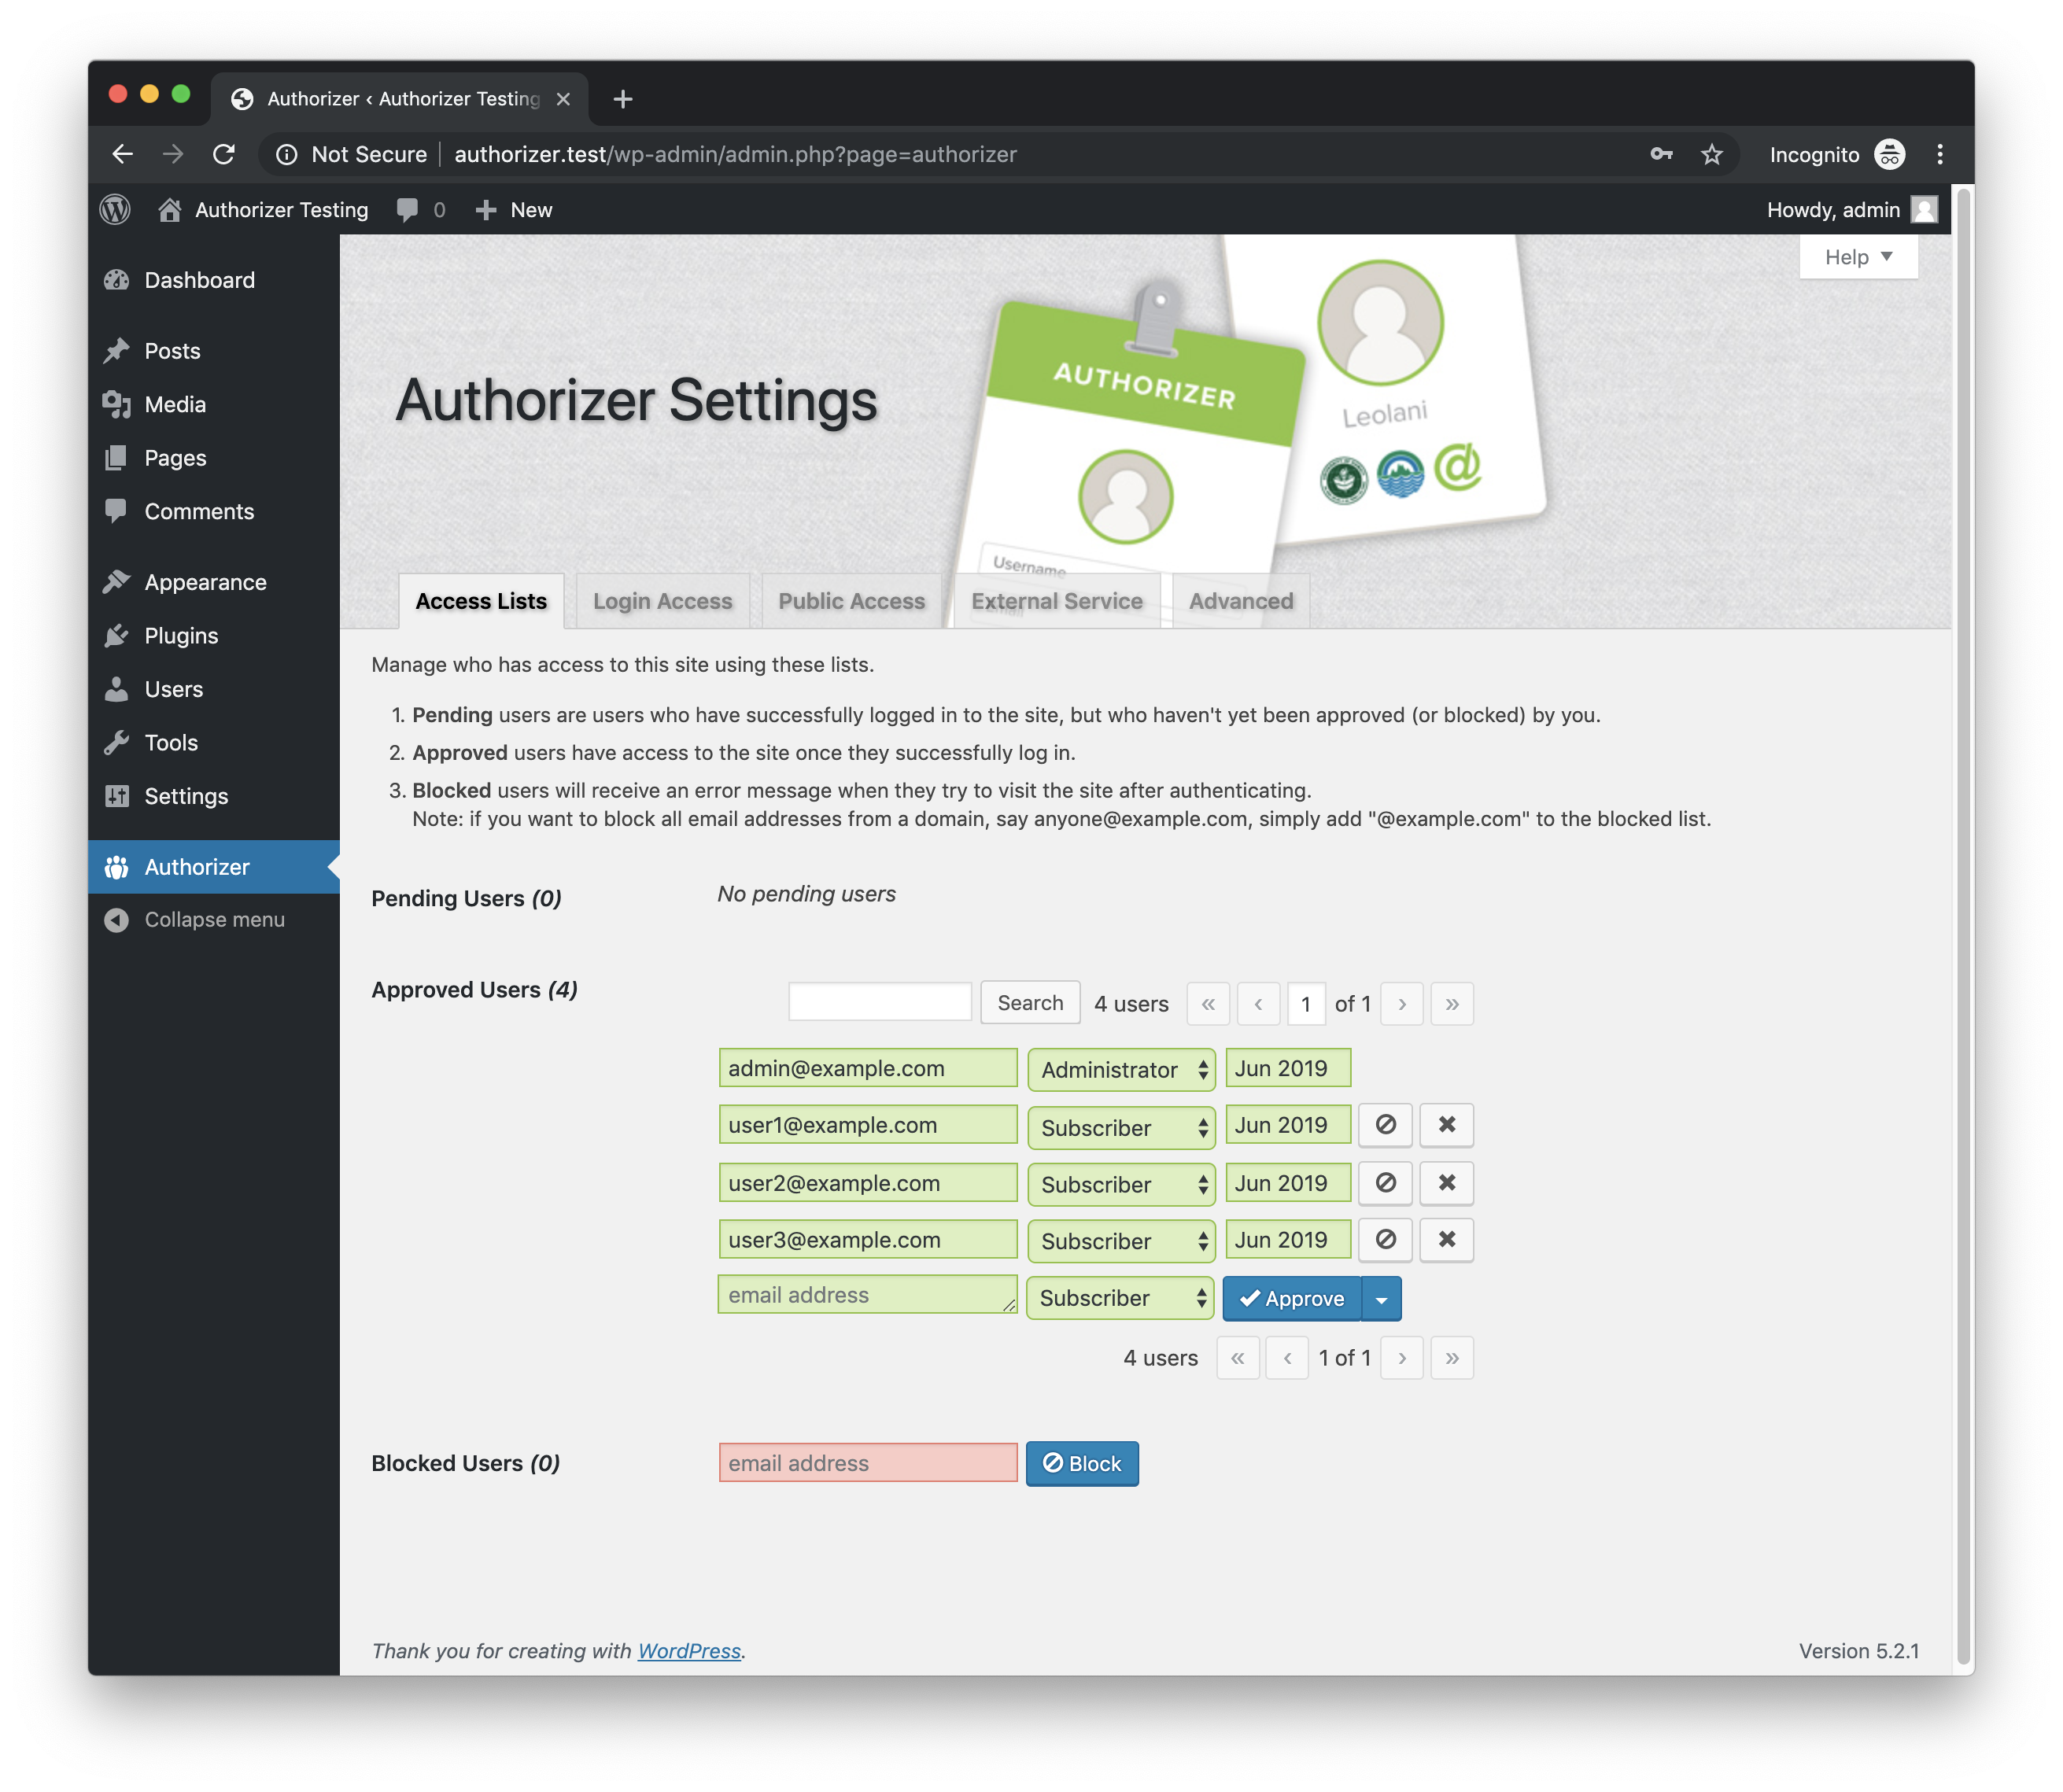 Authorizer ‹ Authorizer Testing
Not Secure authorizer.test/wp-admin/admin.php?page=authorizer Incognito
Authorizer Testing 0 New Howdy, admin
Help
Dashboard
Posts
Media
Pages
Comments
Appearance
Plugins
Users
Tools
Settings
Authorizer
Collapse menu
Authorizer Settings
AUTHORIZER
Username
Leolani
Access Lists Login Access Public Access External Service Advanced
Manage who has access to this site using these lists.
1. Pending users are users who have successfully logged in to the site, but who haven't yet been approved (or blocked) by you.
2. Approved users have access to the site once they successfully log in.
3. Blocked users will receive an error message when they try to visit the site after authenticating.
Note: if you want to block all email addresses from a domain, say anyone@example.com, simply add "@example.com" to the blocked list.
Pending Users (0) No pending users
Approved Users (4) Search 4 users « ‹ 1 of 1 › »
admin@example.com Administrator Jun 2019
user1@example.com Subscriber Jun 2019
user2@example.com Subscriber Jun 2019
user3@example.com Subscriber Jun 2019
email address Subscriber Approve
4 users « ‹ 1 of 1 › »
Blocked Users (0) email address Block
Thank you for creating with WordPress. Version 5.2.1